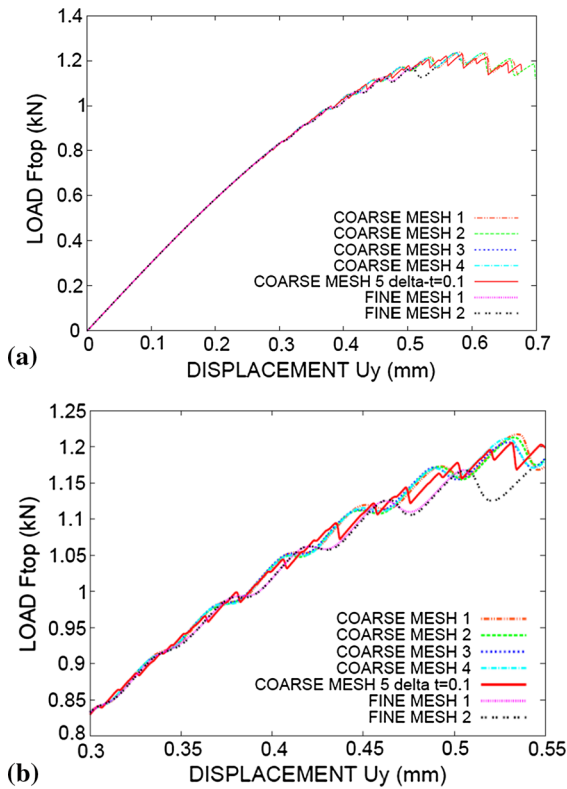 1.4
1.2
1
0.8
0.6
0.4
0.2
0
LOAD Ftop (kN)
COARSE MESH 1
COARSE MESH 2
COARSE MESH 3
COARSE MESH 4
COARSE MESH 5 delta-t=0.1
FINE MESH 1
FINE MESH 2
0 0.1 0.2 0.3 0.4 0.5 0.6 0.7
DISPLACEMENT Uy (mm)
(a)
1.25
1.2
1.15
1.1
1.05
1
0.95
0.9
0.85
0.8
LOAD Ftop (kN)
COARSE MESH 1
COARSE MESH 2
COARSE MESH 3
COARSE MESH 4
COARSE MESH 5 delta t=0.1
FINE MESH 1
FINE MESH 2
0.3 0.35 0.4 0.45 0.5 0.55
DISPLACEMENT Uy (mm)
(b)